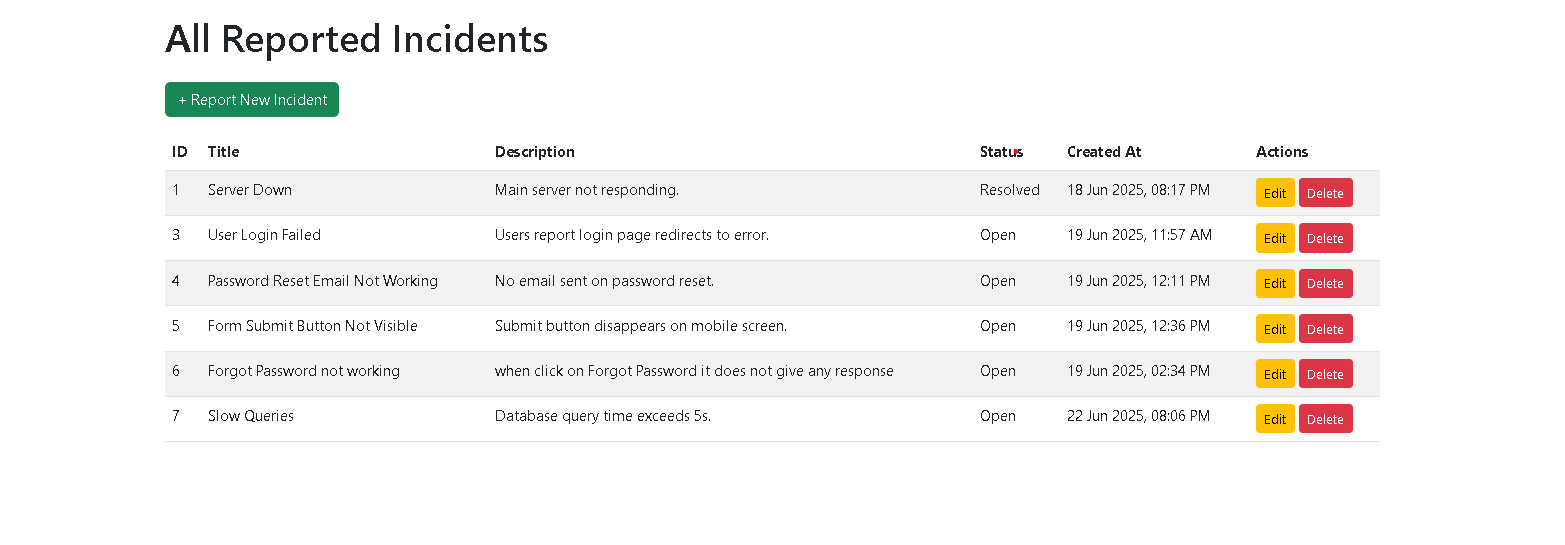 All Reported Incidents
+ Report New Incident
ID Title Description Status Created At Actions
1 Server Down Main server not responding. Resolved 18 Jun 2025, 08:17 PM Edit Delete
3 User Login Failed Users report login page redirects to error. Open 19 Jun 2025, 11:57 AM Edit Delete
4 Password Reset Email Not Working No email sent on password reset. Open 19 Jun 2025, 12:11 PM Edit Delete
5 Form Submit Button Not Visible Submit button disappears on mobile screen. Open 19 Jun 2025, 12:36 PM Edit Delete
6 Forgot Password not working when click on Forgot Password it does not give any response Open 19 Jun 2025, 02:34 PM Edit Delete
7 Slow Queries Database query time exceeds 5s. Open 22 Jun 2025, 08:06 PM Edit Delete